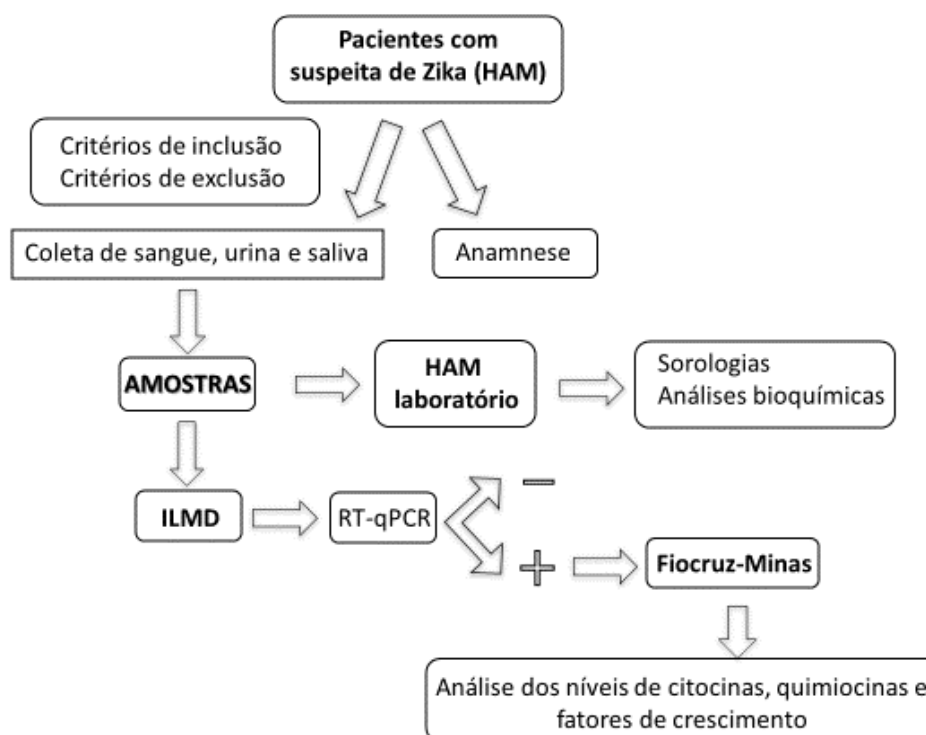 Pacientes com
suspeita de Zika (HAM)
Critérios de inclusão
Critérios de exclusão
Coleta de sangue, urina e saliva
Anamnese
AMOSTRAS
HAM
laboratório
Sorologias
Análises bioquímicas
ILMD
RT-qPCR
−
+
Fiocruz-Minas
Análise dos níveis de citocinas, quimiocinas e
fatores de crescimento